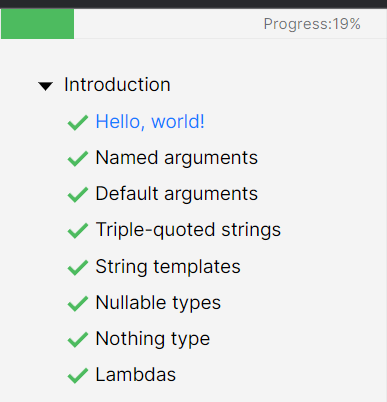 Progress:19%
Introduction
Hello, world!
Named arguments
Default arguments
Triple-quoted strings
String templates
Nullable types
Nothing type
Lambdas